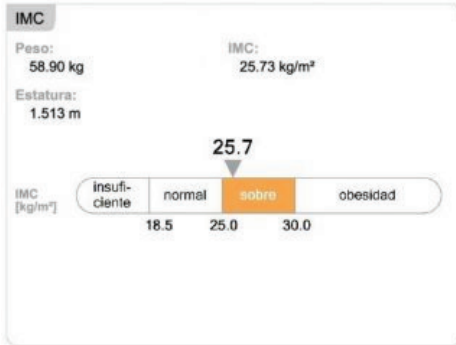 IMC
Peso: IMC:
58.90 kg 25.73 kg/m²
Estatura:
1.513 m
25.7
IMC
[kg/m²]
insufi-
ciente
normal sobre obesidad
18.5 25.0 30.0